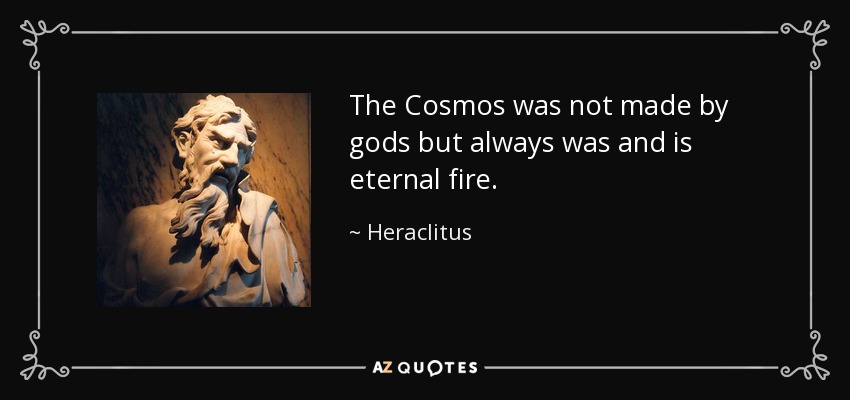 The Cosmos was not made by
gods but always was and is
eternal fire.
~ Heraclitus
AZ QUOTES